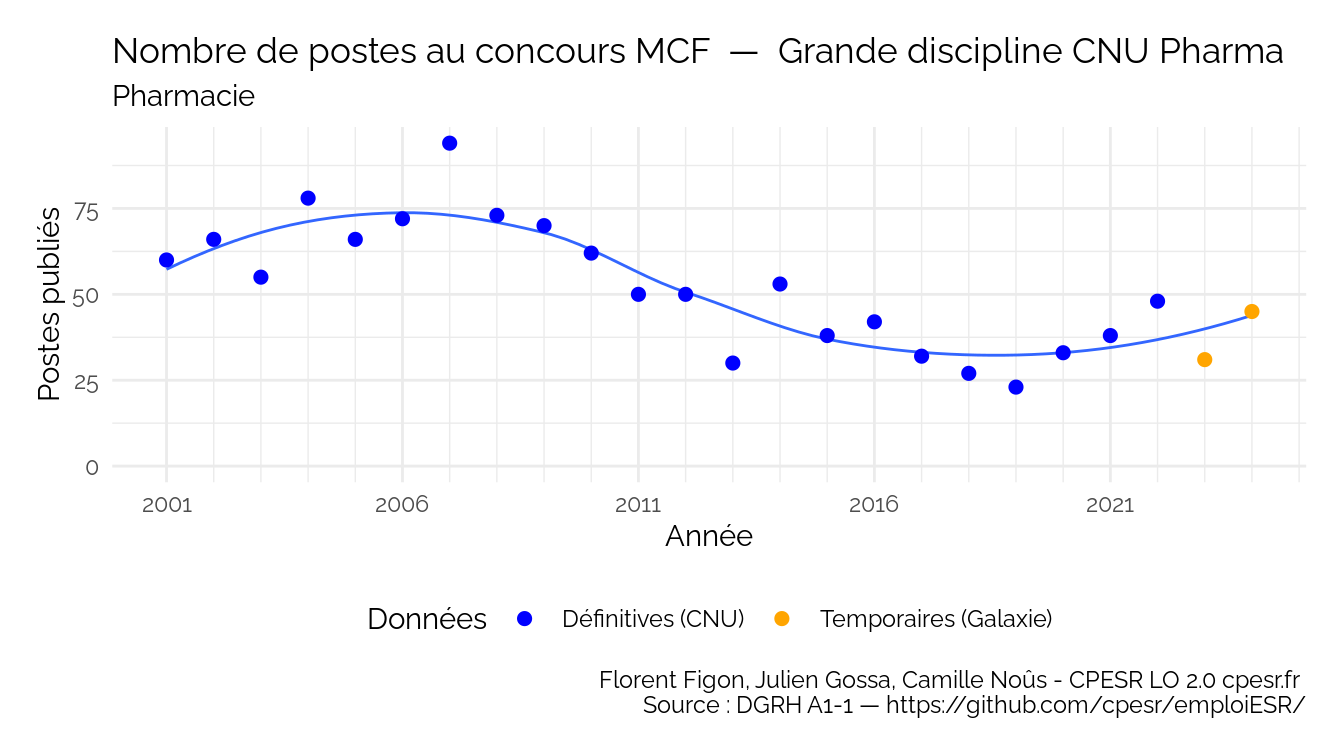 Nombre de postes au concours MCF — Grande discipline CNU Pharma
Pharmacie
Postes publiés
75
50
25
0
2001 2006 2011 2016 2021
Année
Données Définitives (CNU) Temporaires (Galaxie)
Florent Figon, Julien Gossa, Camille Noûs - CPESR LO 2.0 cpesr.fr
Source : DGRH A1-1 — https://github.com/cpesr/emploiESR/